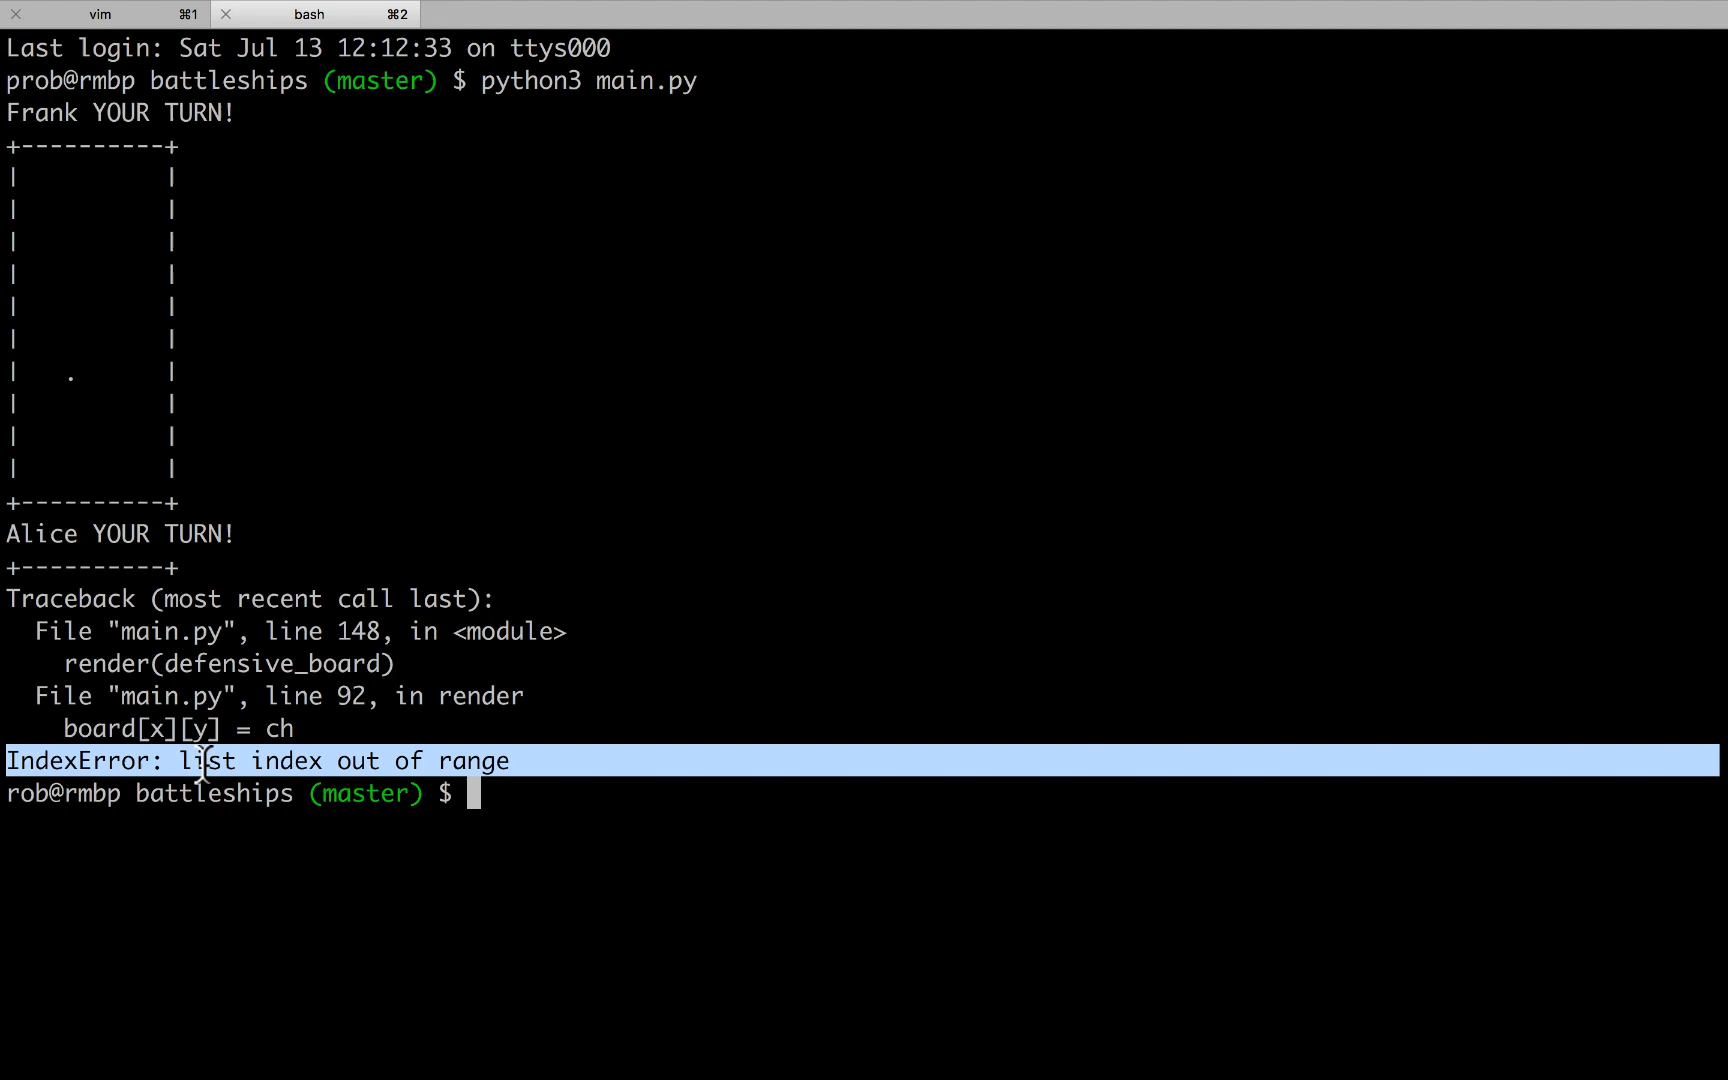 vim ⌘1 bash ⌘2
Last login: Sat Jul 13 12:12:33 on ttys000
prob@rmbp battleships (master) $ python3 main.py
Frank YOUR TURN!
+----------+
|          |
|          |
|          |
|          |
|          |
|          |
|    .     |
|          |
|          |
|          |
+----------+
Alice YOUR TURN!
+----------+
Traceback (most recent call last):
  File "main.py", line 148, in <module>
    render(defensive_board)
  File "main.py", line 92, in render
    board[x][y] = ch
IndexError: list index out of range
rob@rmbp battleships (master) $